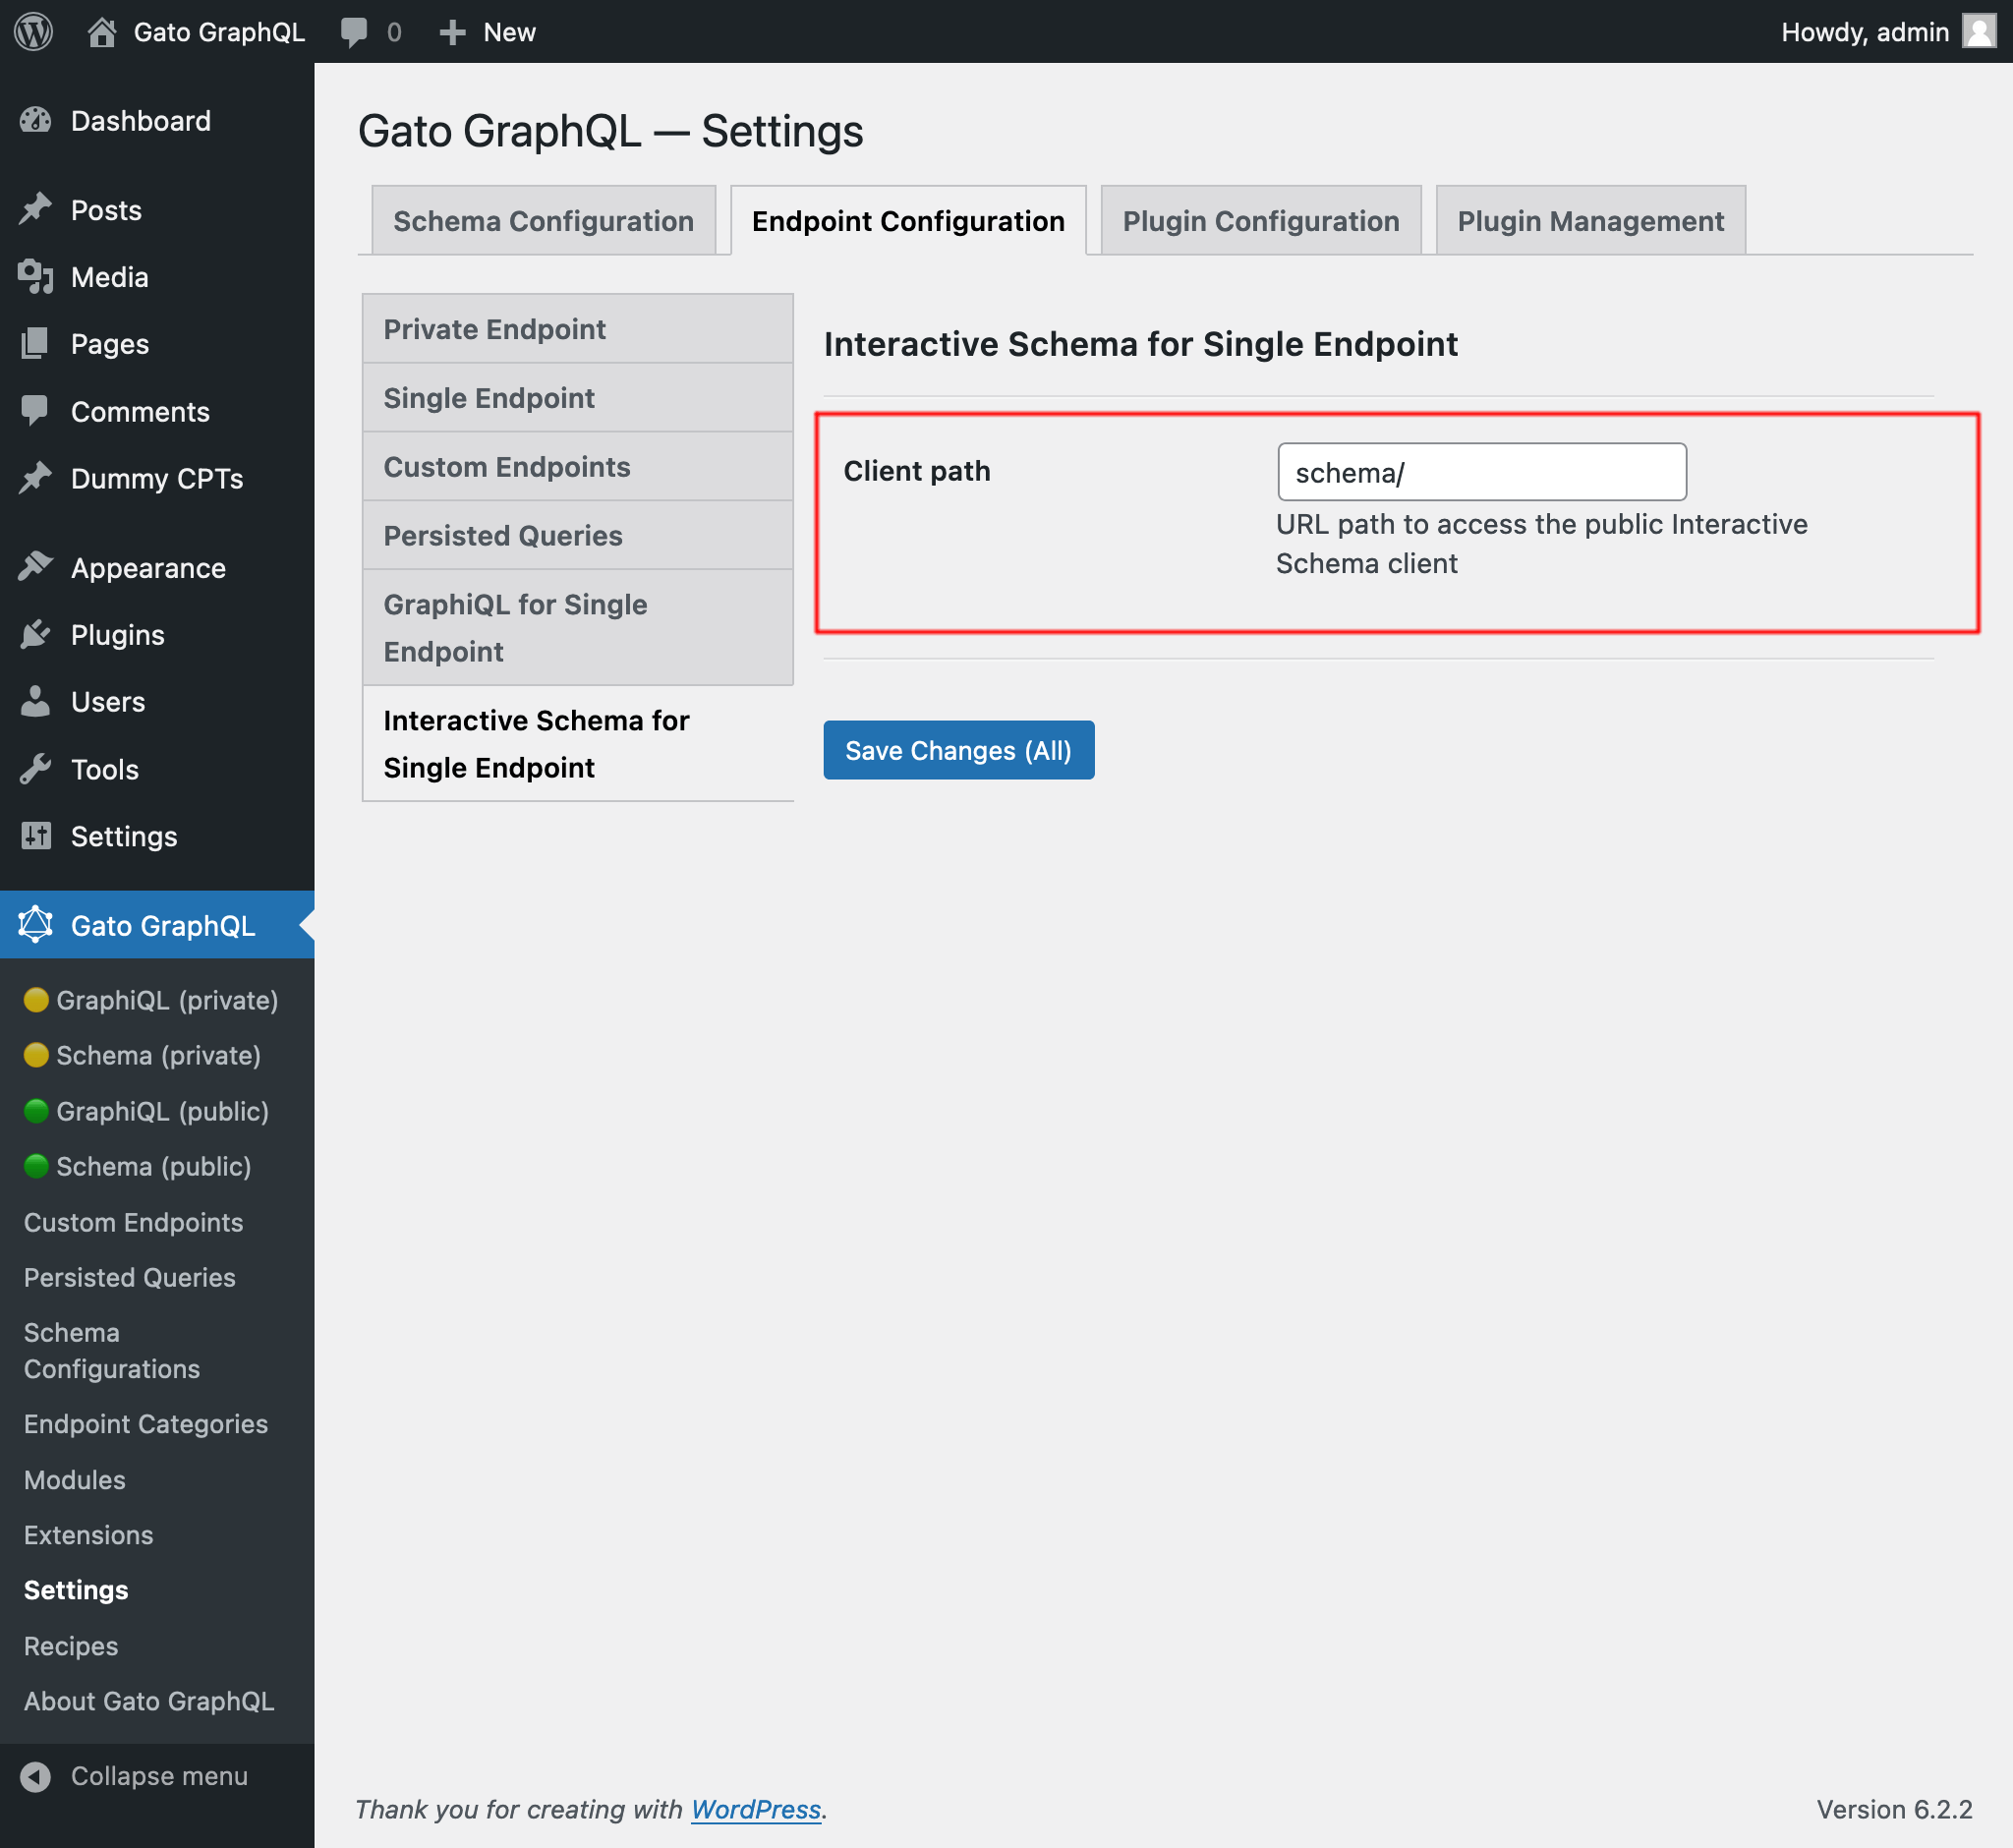 Gato GraphQL
0
New
Howdy, admin
Dashboard
Posts
Media
Pages
Comments
Dummy CPTs
Appearance
Plugins
Users
Tools
Settings
Gato GraphQL
GraphiQL (private)
Schema (private)
GraphiQL (public)
Schema (public)
Custom Endpoints
Persisted Queries
Schema
Configurations
Endpoint Categories
Modules
Extensions
Settings
Recipes
About Gato GraphQL
Collapse menu
Gato GraphQL — Settings
Schema Configuration
Endpoint Configuration
Plugin Configuration
Plugin Management
Private Endpoint
Single Endpoint
Custom Endpoints
Persisted Queries
GraphiQL for Single
Endpoint
Interactive Schema for
Single Endpoint
Interactive Schema for Single Endpoint
Client path
schema/
URL path to access the public Interactive
Schema client
Save Changes (All)
Thank you for creating with WordPress.
Version 6.2.2